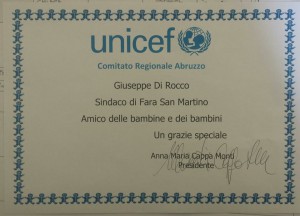 unicef
Comitato Regionale Abruzzo
Giuseppe Di Rocco
Sindaco di Fara San Martino
Amico delle bambine e dei bambini
Un grazie speciale
Anna Maria Cappa Monti
Presidente